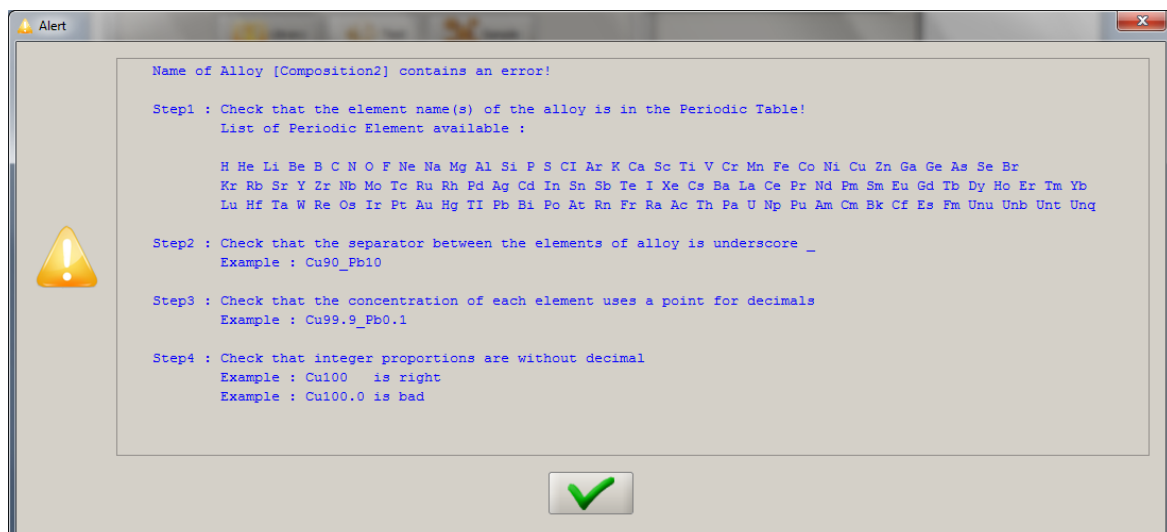 Alert
Name of Alloy [Composition2] contains an error!
Step1 : Check that the element name(s) of the alloy is in the Periodic Table!
List of Periodic Element available :
H He Li Be B C N O F Ne Na Mg Al Si P S CI Ar K Ca Sc Ti V Cr Mn Fe Co Ni Cu Zn Ga Ge As Se Br
Kr Rb Sr Y Zr Nb Mo Tc Ru Rh Pd Ag Cd In Sn Sb Te I Xe Cs Ba La Ce Pr Nd Pm Sm Eu Gd Tb Dy Ho Er Tm Yb
Lu Hf Ta W Re Os Ir Pt Au Hg TI Pb Bi Po At Rn Fr Ra Ac Th Pa U Np Pu Am Cm Bk Cf Es Fm Unu Unb Unt Unq
Step2 : Check that the separator between the elements of alloy is underscore _
Example : Cu90_Pb10
Step3 : Check that the concentration of each element uses a point for decimals
Example : Cu99.9_Pb0.1
Step4 : Check that integer proportions are without decimal
Example : Cu100   is right
Example : Cu100.0 is bad